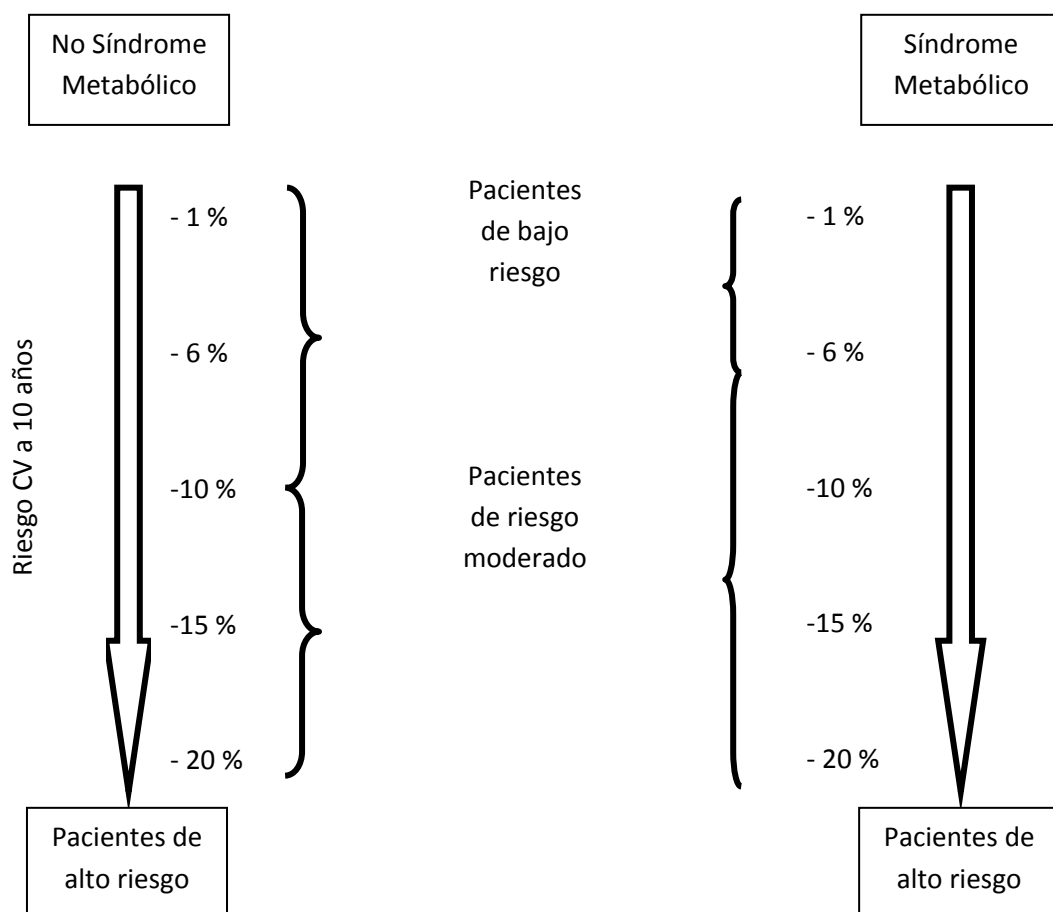 No Síndrome
Metabólico
Síndrome
Metabólico
Riesgo CV a 10 años
- 1 %
- 6 %
-10 %
-15 %
- 20 %
Pacientes
de bajo
riesgo
Pacientes
de riesgo
moderado
- 1 %
- 6 %
-10 %
-15 %
- 20 %
Pacientes de
alto riesgo
Pacientes de
alto riesgo